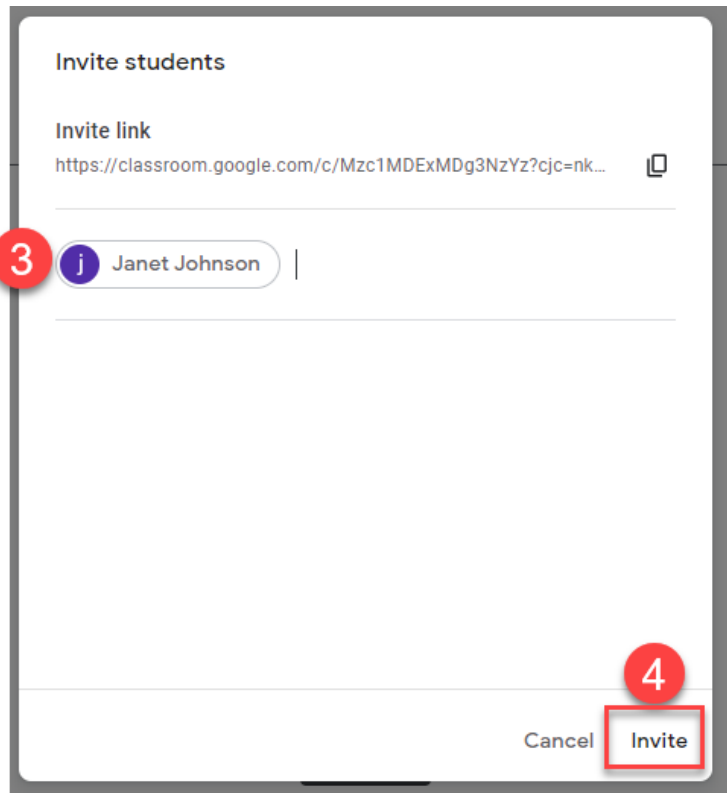 Invite students
Invite link
https://classroom.google.com/c/Mzc1MDExMDg3NzYz?cjc=nk...
3
j Janet Johnson
4
Cancel Invite